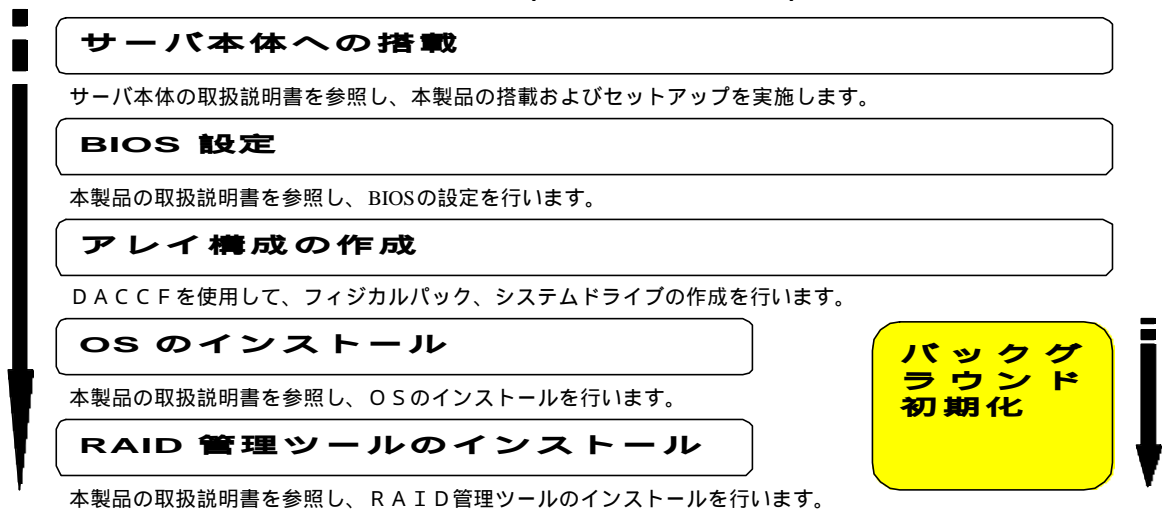 サーバ本体への搭載
サーバ本体の取扱説明書を参照し、本製品の搭載およびセットアップを実施します。
BIOS 設定
本製品の取扱説明書を参照し、BIOSの設定を行います。
アレイ構成の作成
ＤＡＣＣＦを使用して、フィジカルパック、システムドライブの作成を行います。
OS のインストール
本製品の取扱説明書を参照し、ＯＳのインストールを行います。
RAID 管理ツールのインストール
本製品の取扱説明書を参照し、ＲＡＩＤ管理ツールのインストールを行います。
バックグ
ラウンド
初期化